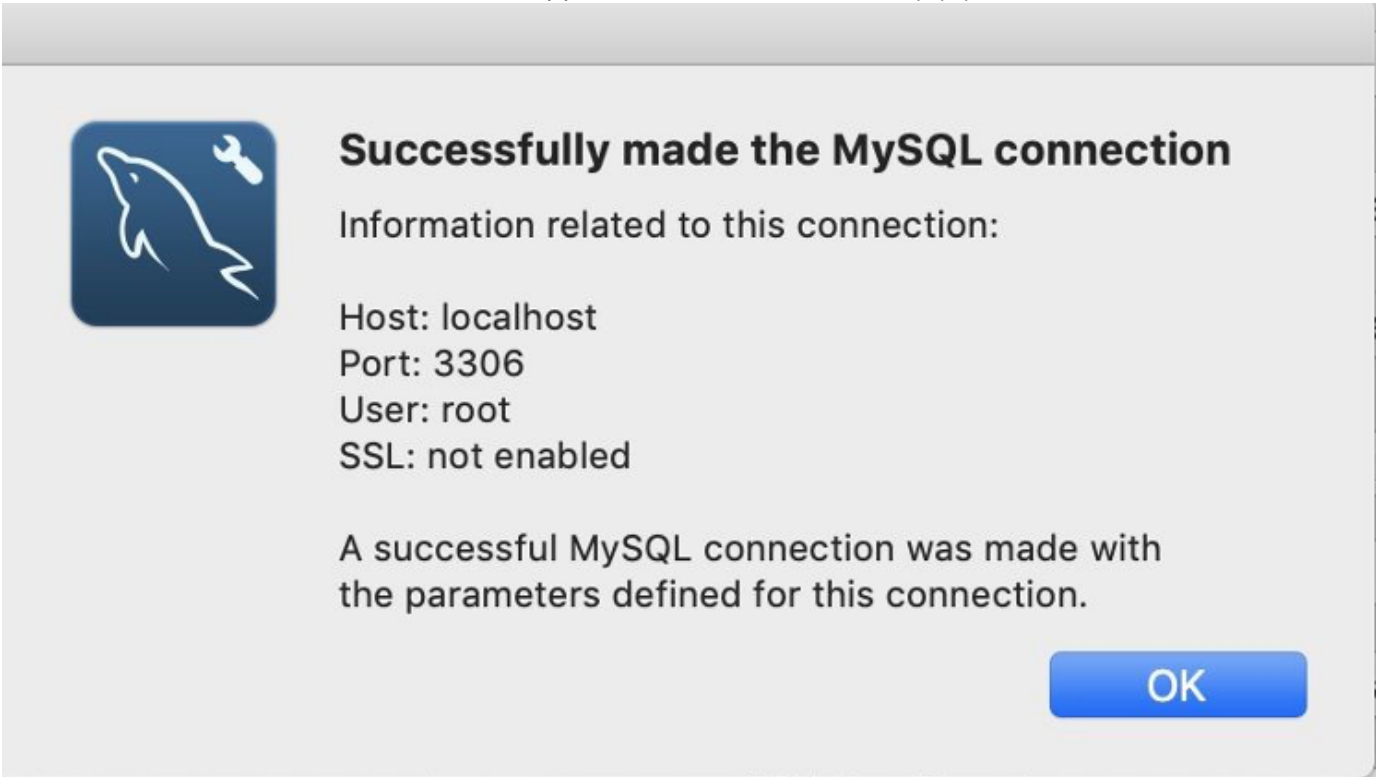 Successfully made the MySQL connection
Information related to this connection:
Host: localhost
Port: 3306
User: root
SSL: not enabled
A successful MySQL connection was made with
the parameters defined for this connection.
OK